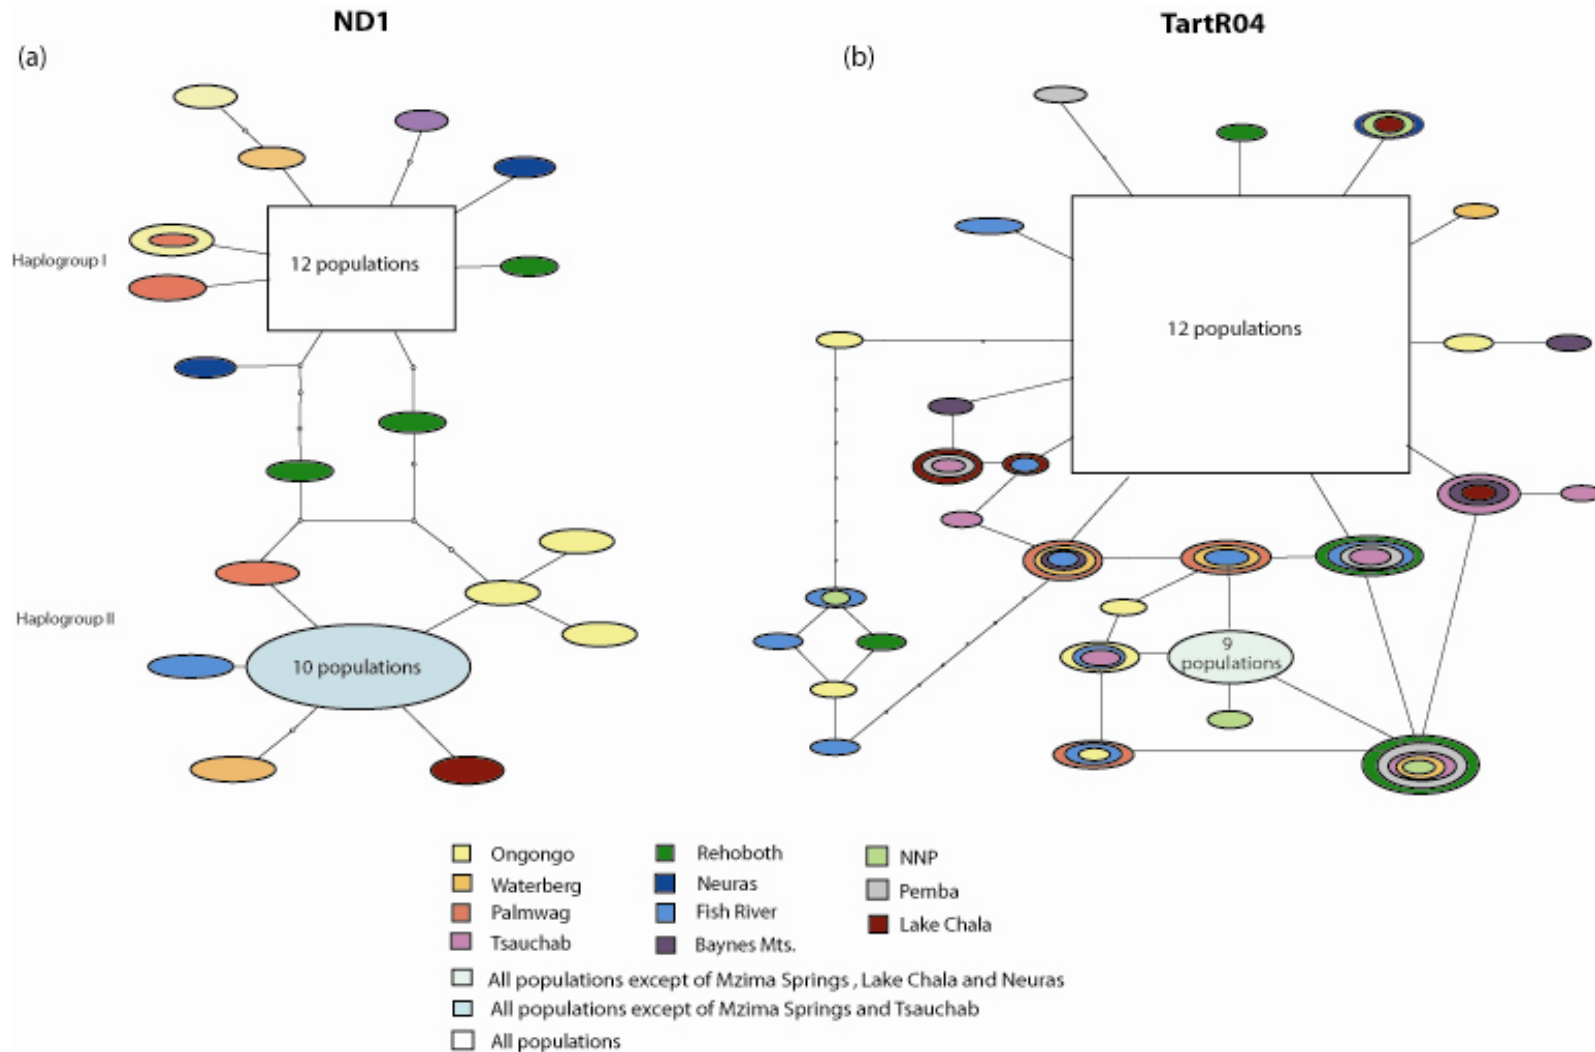 ND1
TartR04
(a)
(b)
Haplogroup I
12 populations
12 populations
Haplogroup II
10 populations
9
populations
Ongongo
Rehoboth
NNP
Waterberg
Neuras
Pemba
Palmwag
Fish River
Lake Chala
Tsauchab
Baynes Mts.
All populations except of Mzima Springs , Lake Chala and Neuras
All populations except of Mzima Springs and Tsauchab
All populations